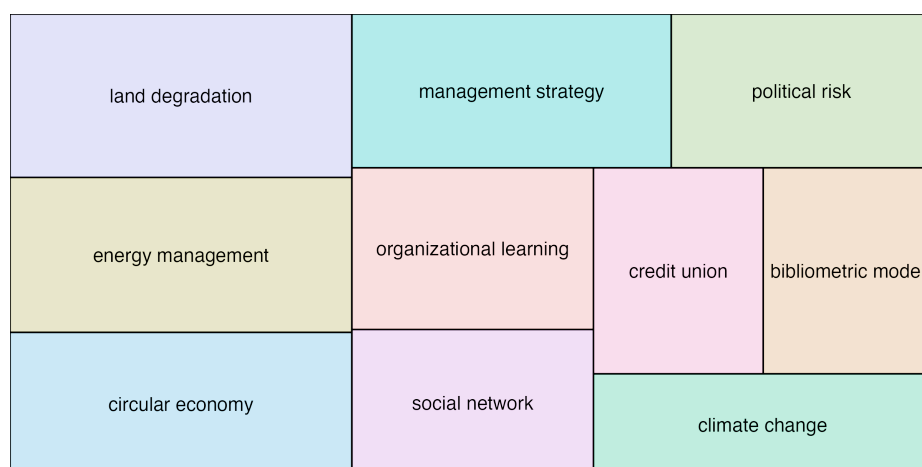 land degradation
management strategy
political risk
energy management
organizational learning
credit union
bibliometric mode
circular economy
social network
climate change